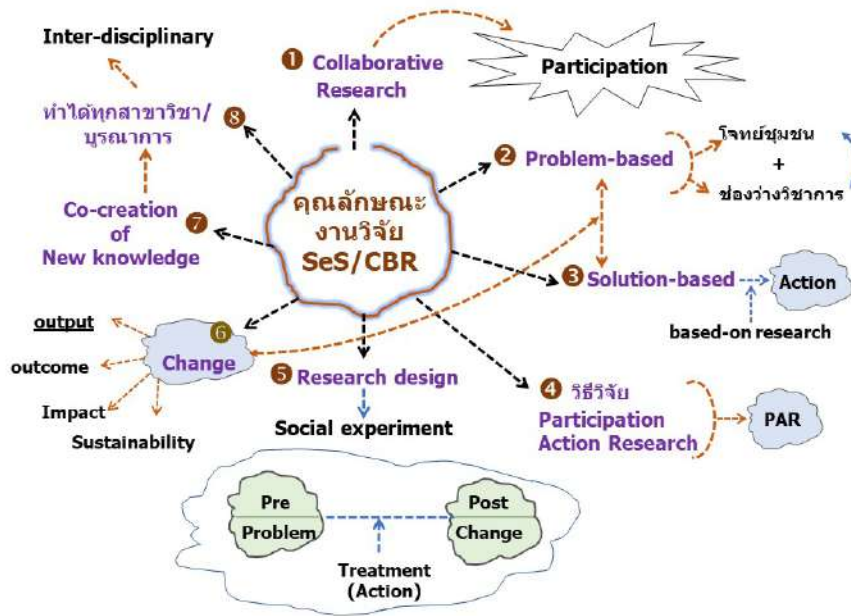 คุณลักษณะ
งานวิจัย
SeS/CBR
❶ Collaborative
Research
Participation
❷ Problem-based
โจทย์ชุมชน
+
ช่องว่างวิชาการ
❸ Solution-based
Action
based-on research
❹ วิธีวิจัย
Participation
Action Research
PAR
❺ Research design
Social experiment
Pre
Problem
Post
Change
Treatment
(Action)
❻
Change
output
outcome
Impact
Sustainability
Co-creation ❼
of
New knowledge
ทำได้ทุกสาขาวิชา/ ❽
บูรณาการ
Inter-disciplinary